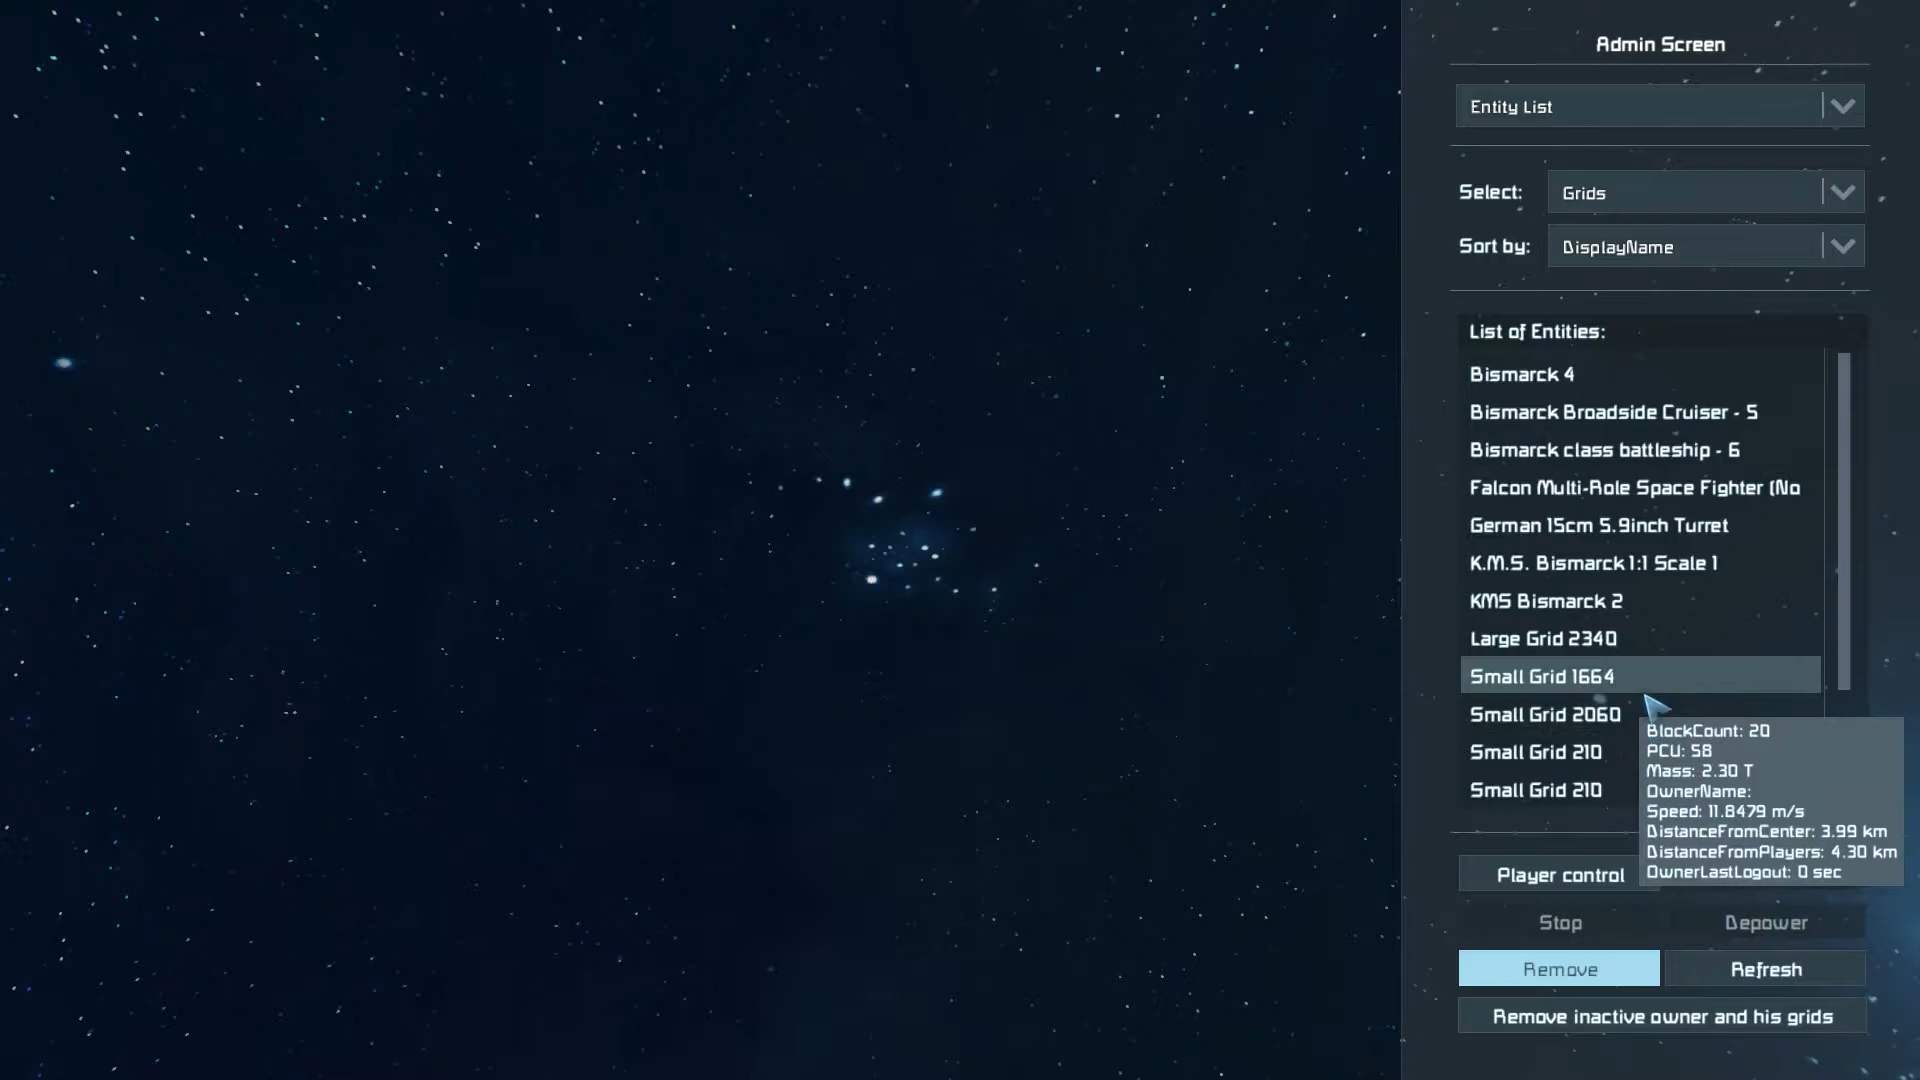 Admin Screen
Entity List
Select: Grids
Sort by: DisplayName
List of Entities:
Bismarck 4
Bismarck Broadside Cruiser - 5
Bismarck class battleship - 6
Falcon Multi-Role Space Fighter (No
German 15cm 5.9inch Turret
K.M.S. Bismarck 1:1 Scale 1
KMS Bismarck 2
Large Grid 2340
Small Grid 1664
Small Grid 2060
Small Grid 210
Small Grid 210
BlockCount: 20
PCU: 58
Mass: 2.30 T
OwnerName:
Speed: 11.8479 m/s
DistanceFromCenter: 3.99 km
DistanceFromPlayers: 4.30 km
OwnerLastLogout: 0 sec
Player control
Stop Depower
Remove Refresh
Remove inactive owner and his grids